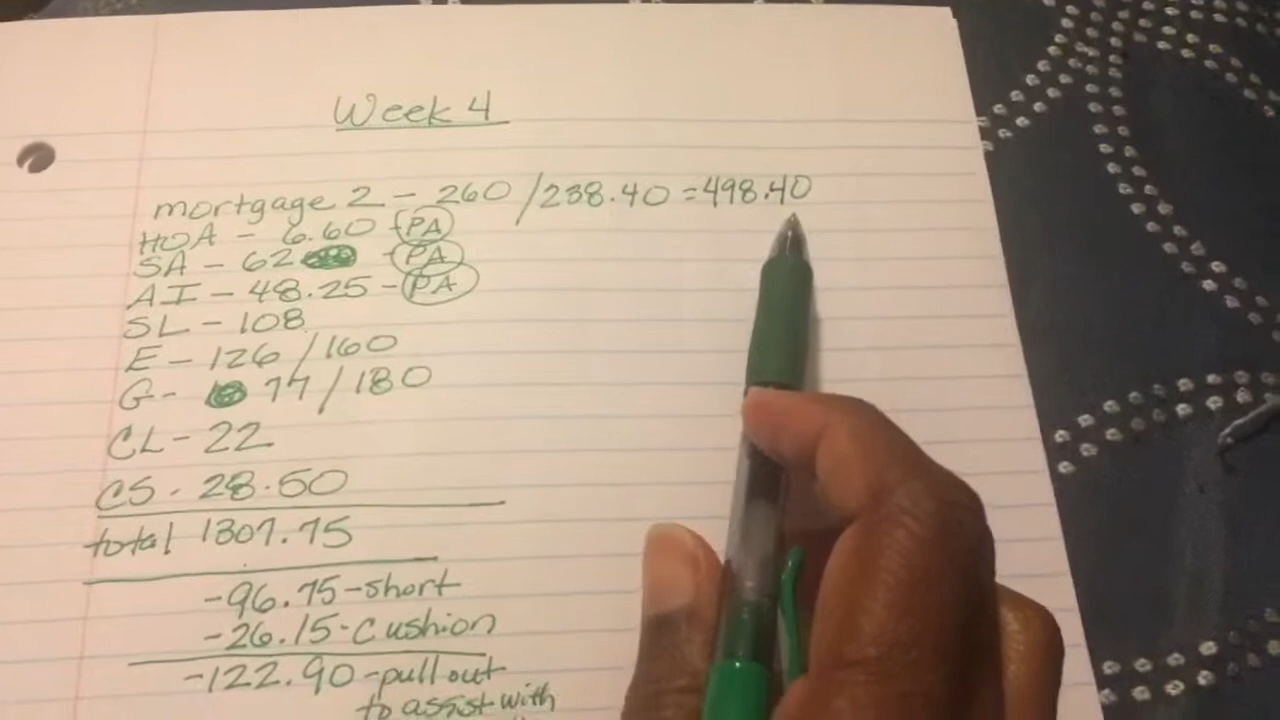 Week 4
mortgage 2 - 260 / 238.40 = 498.40
HOA - 6.60 - PA
SA - 62 - PA
AI - 48.25 - PA
SL - 108
E - 126 / 160
G - 77 / 180
CL - 22
CS - 28.50
total 1307.75
-96.75 - short
-26.15 - Cushion
-122.90 - pull out
to assist with